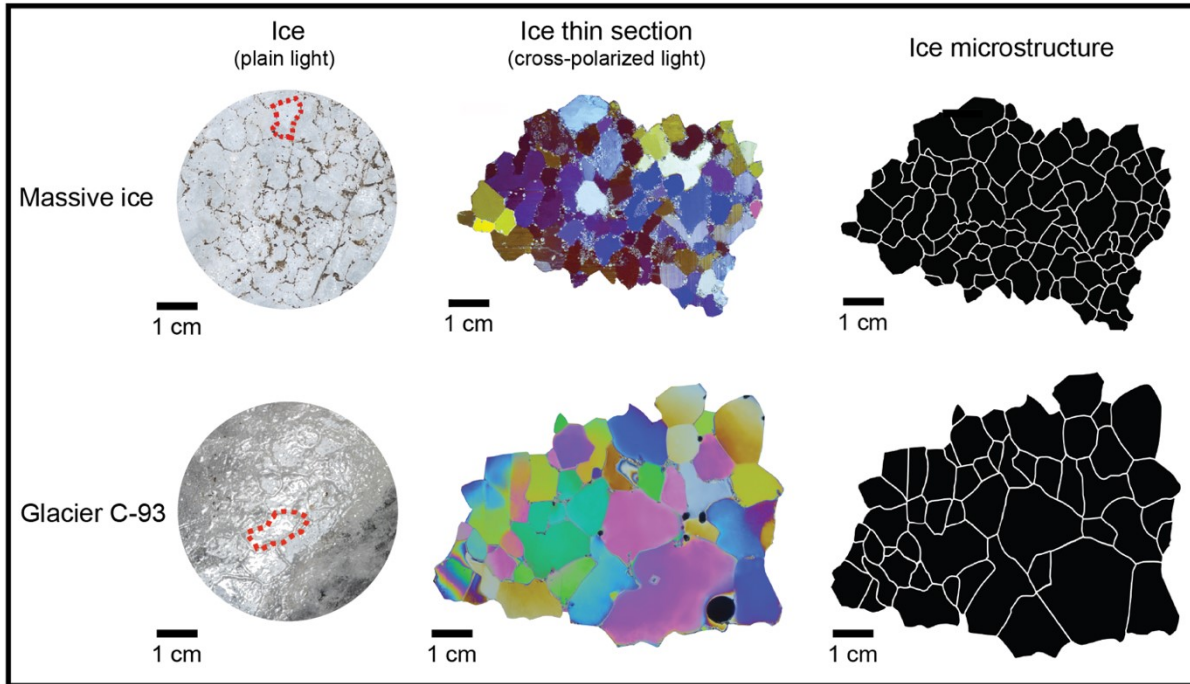 Ice
(plain light)
Ice thin section
(cross-polarized light)
Ice microstructure
Massive ice
1 cm
1 cm
1 cm
Glacier C-93
1 cm
1 cm
1 cm